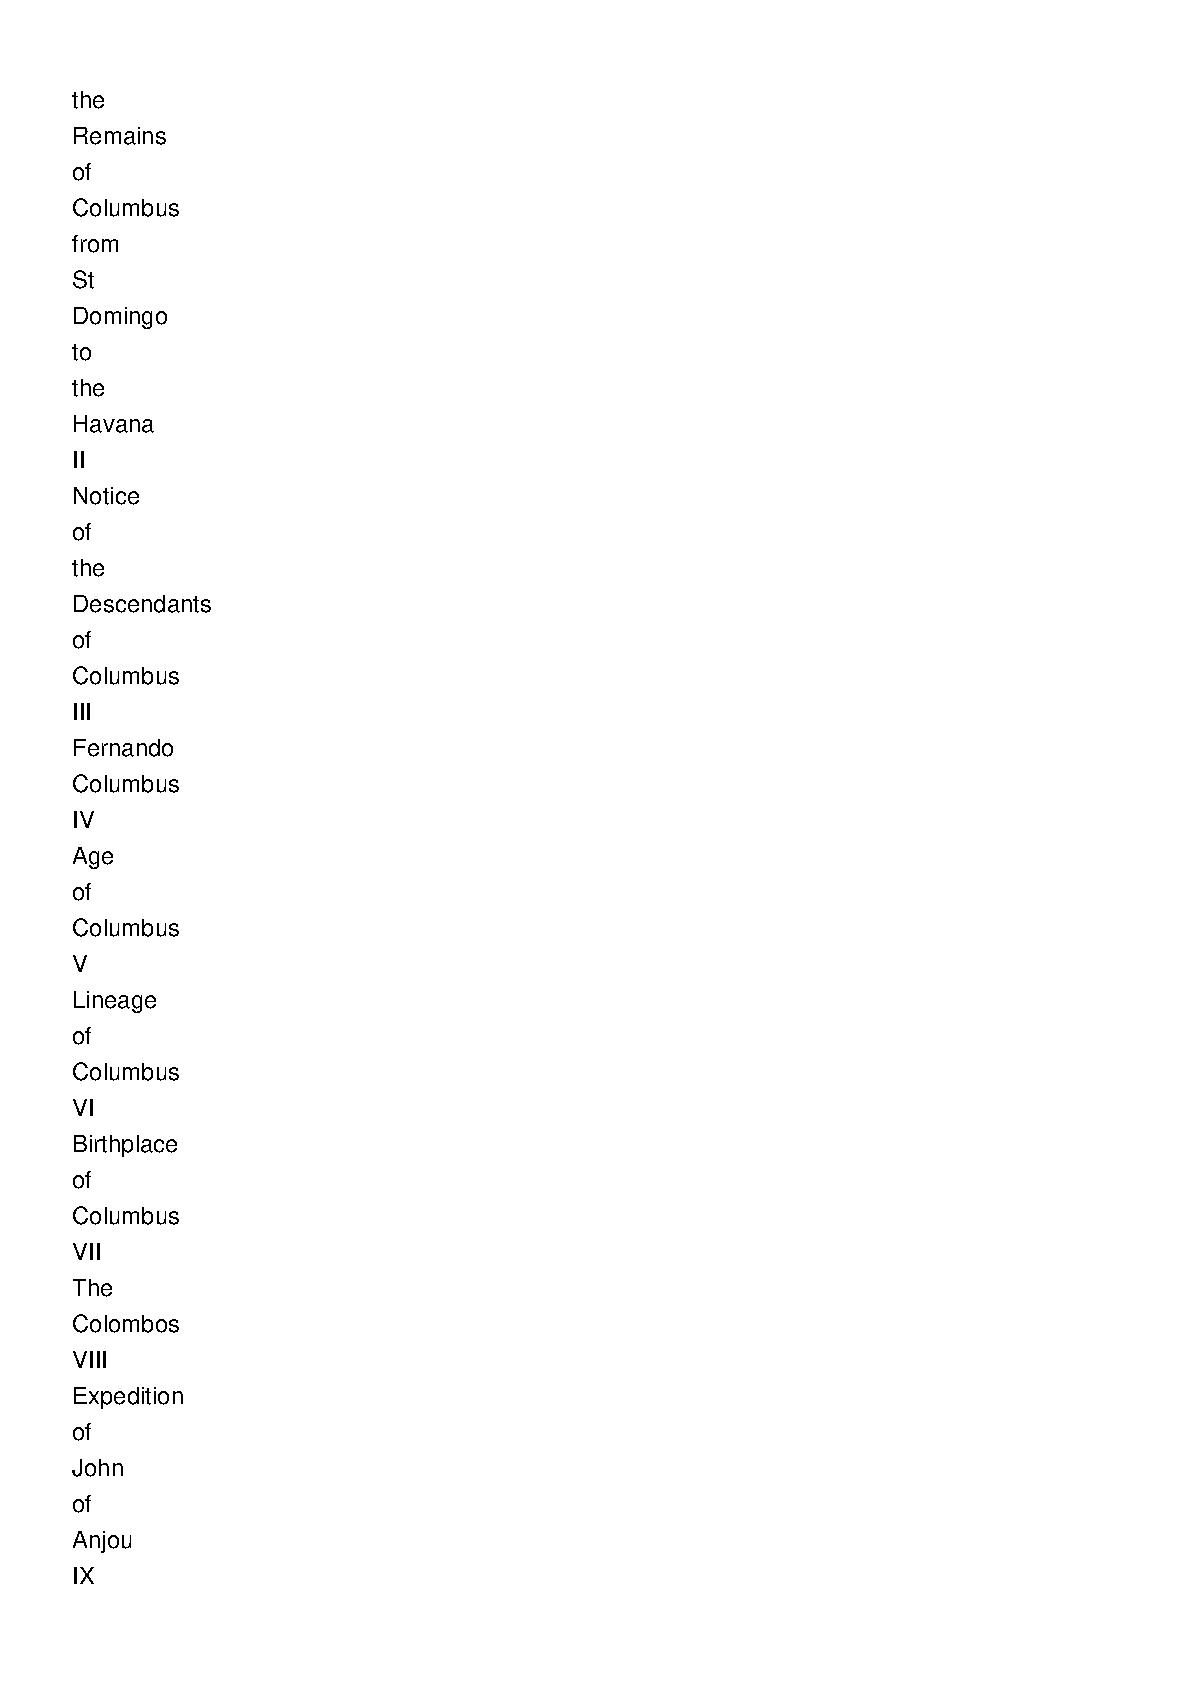 the
Remains
of
Columbus
from
St
Domingo
to
the
Havana
II
Notice
of
the
Descendants
of
Columbus
III
Fernando
Columbus
IV
Age
of
Columbus
V
Lineage
of
Columbus
VI
Birthplace
of
Columbus
VII
The
Colombos
VIII
Expedition
of
John
of
Anjou
IX